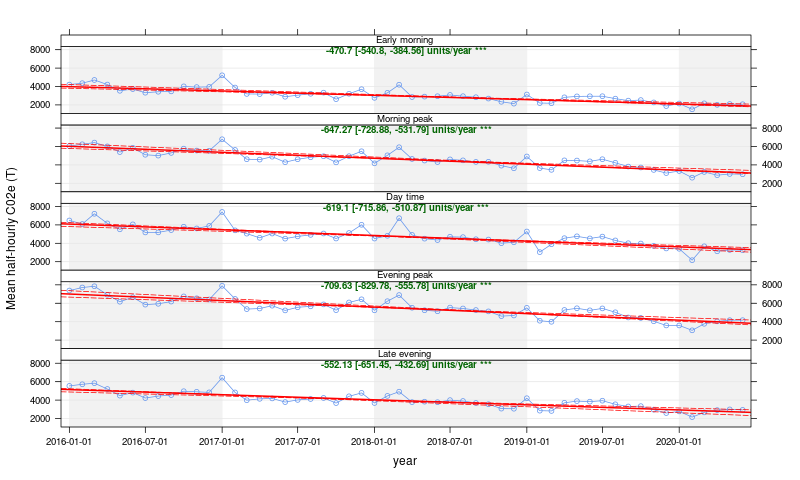 Early morning
-470.7 [-540.8, -384.56] units/year ***
8000
6000
4000
2000
Morning peak
-647.27 [-728.88, -531.79] units/year ***
8000
6000
4000
2000
Day time
-619.1 [-715.86, -510.87] units/year ***
8000
6000
4000
2000
Evening peak
-709.63 [-829.78, -555.78] units/year ***
8000
6000
4000
2000
Late evening
-552.13 [-651.45, -432.69] units/year ***
8000
6000
4000
2000
Mean half-hourly C02e (T)
2016-01-01 2016-07-01 2017-01-01 2017-07-01 2018-01-01 2018-07-01 2019-01-01 2019-07-01 2020-01-01
year